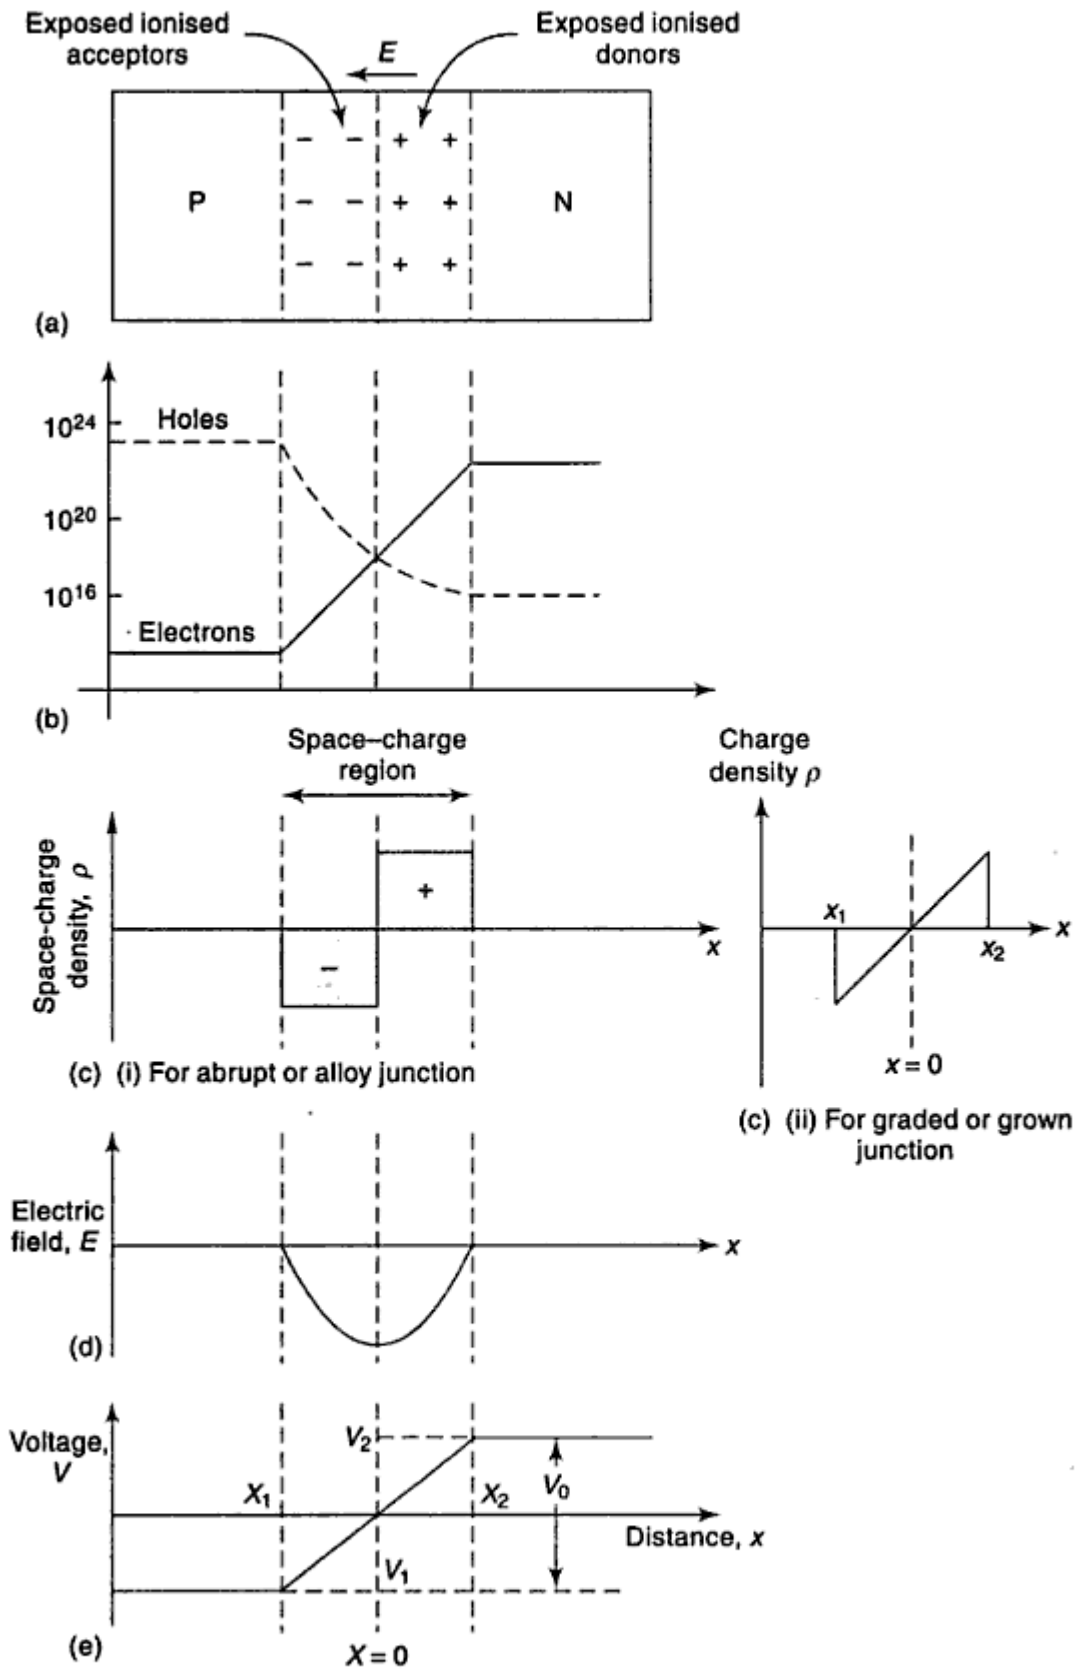 Exposed ionised
acceptors
Exposed ionised
donors
E
P
− − + +
− − + +
− − + +
N
(a)
10²⁴
Holes
10²⁰
10¹⁶
Electrons
(b)
Space–charge
region
Space-charge
density, ρ
+
−
x
(c) (i) For abrupt or alloy junction
Charge
density ρ
x₁
x₂
x
x = 0
(c) (ii) For graded or grown
junction
Electric
field, E
x
(d)
Voltage,
V
V₂
X₁
X₂
V₀
Distance, x
V₁
(e)
X = 0